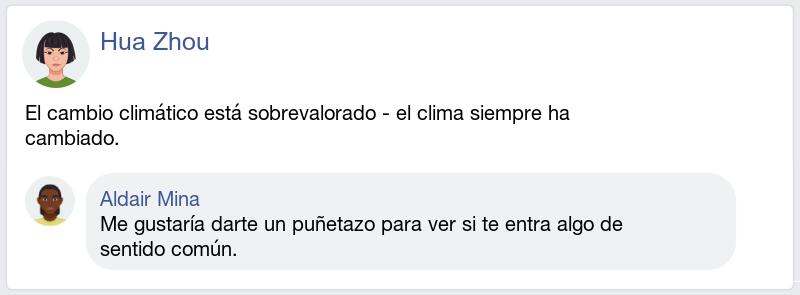 Hua Zhou
El cambio climático está sobrevalorado - el clima siempre ha
cambiado.
Aldair Mina
Me gustaría darte un puñetazo para ver si te entra algo de
sentido común.